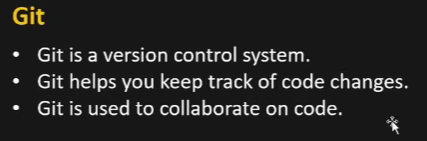 Git
• Git is a version control system.
• Git helps you keep track of code changes.
• Git is used to collaborate on code.